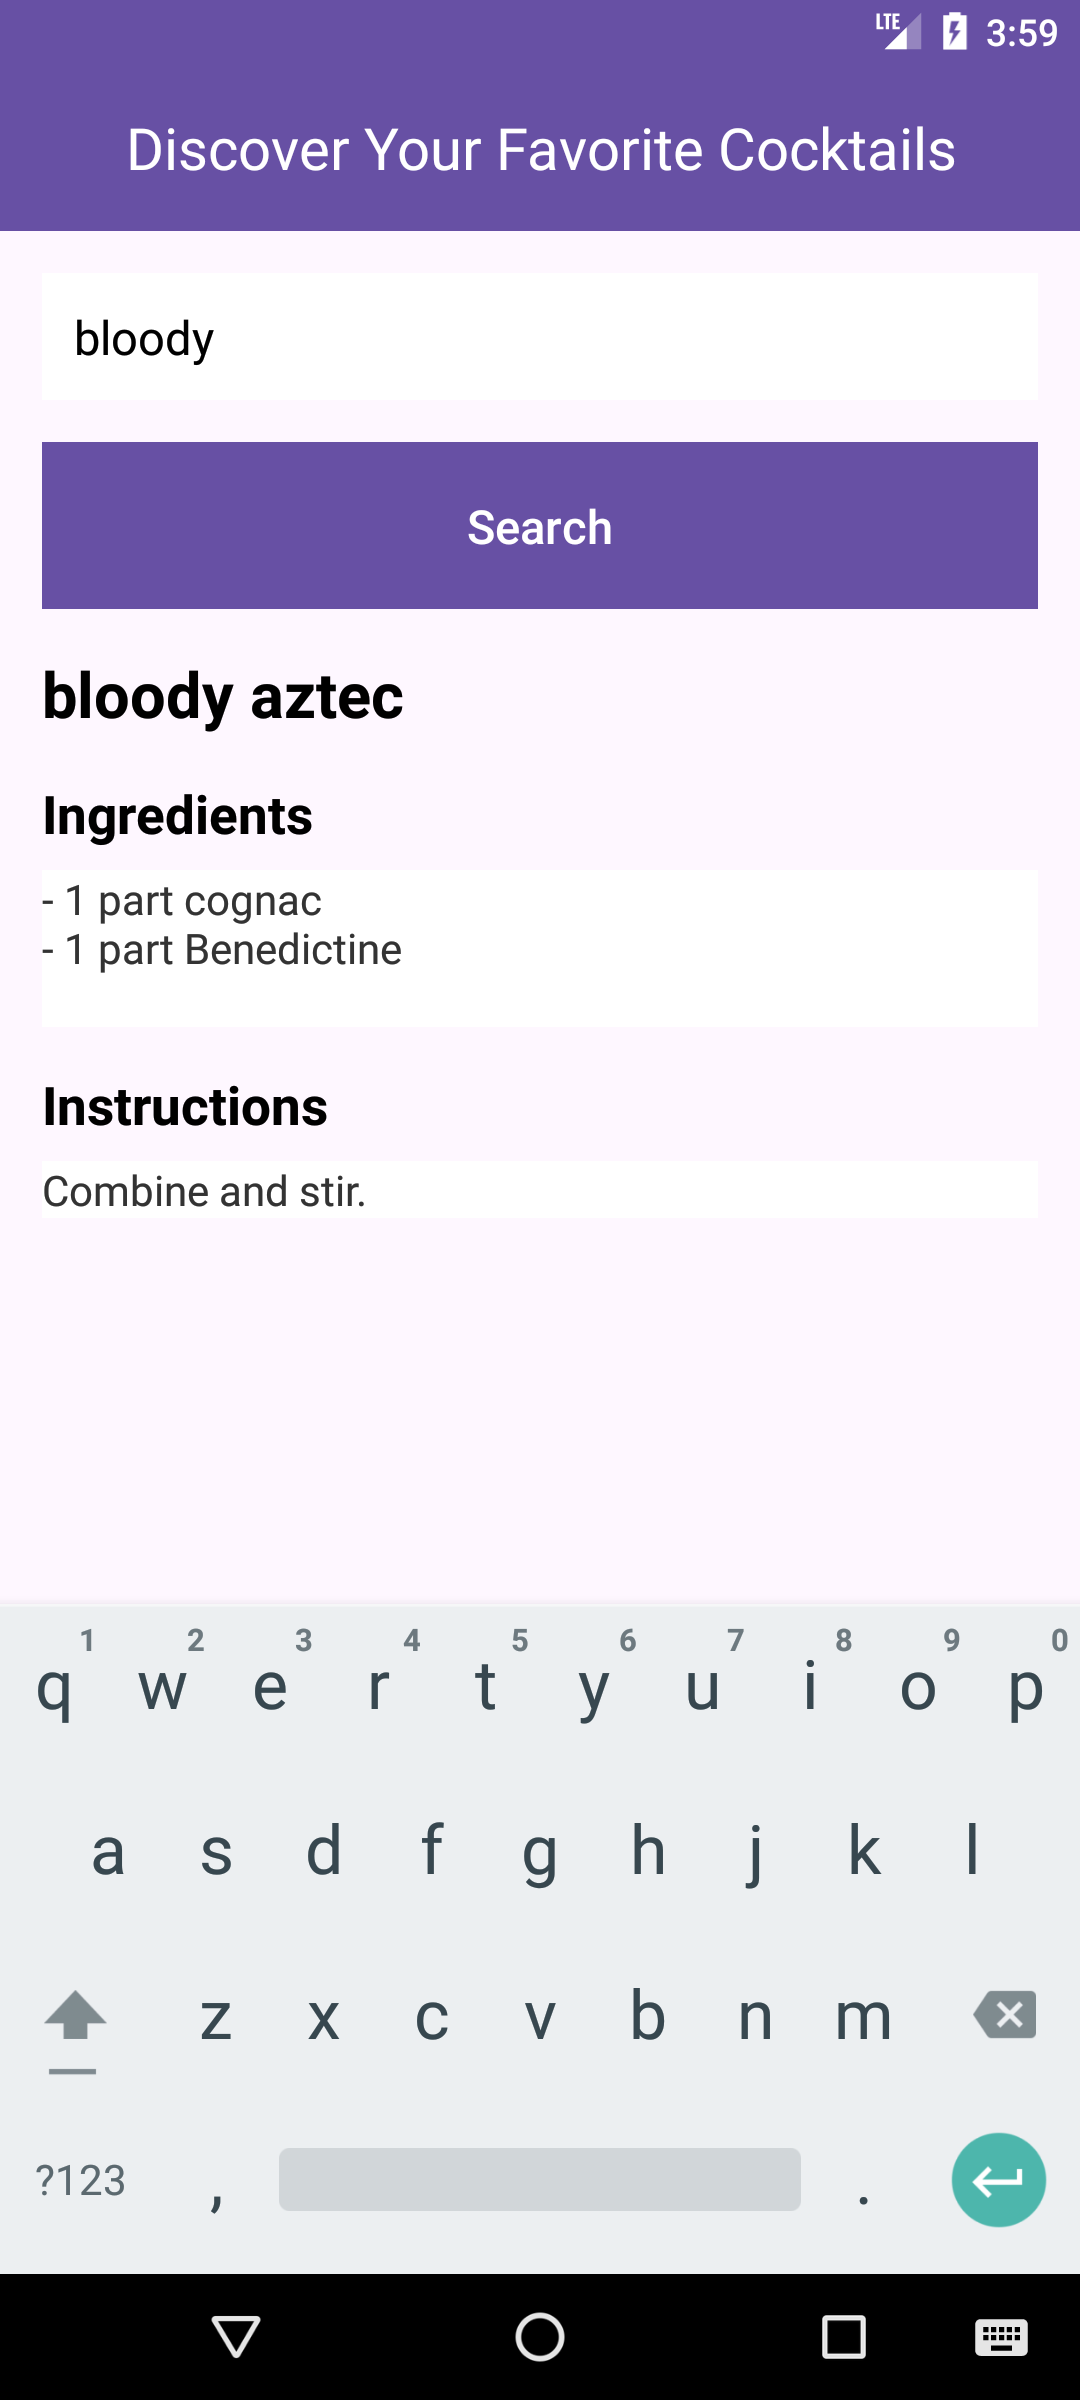 LTE 3:59
Discover Your Favorite Cocktails
bloody
Search
bloody aztec
Ingredients
- 1 part cognac
- 1 part Benedictine
Instructions
Combine and stir.
1 2 3 4 5 6 7 8 9 0
q w e r t y u i o p
a s d f g h j k l
z x c v b n m
?123 , .